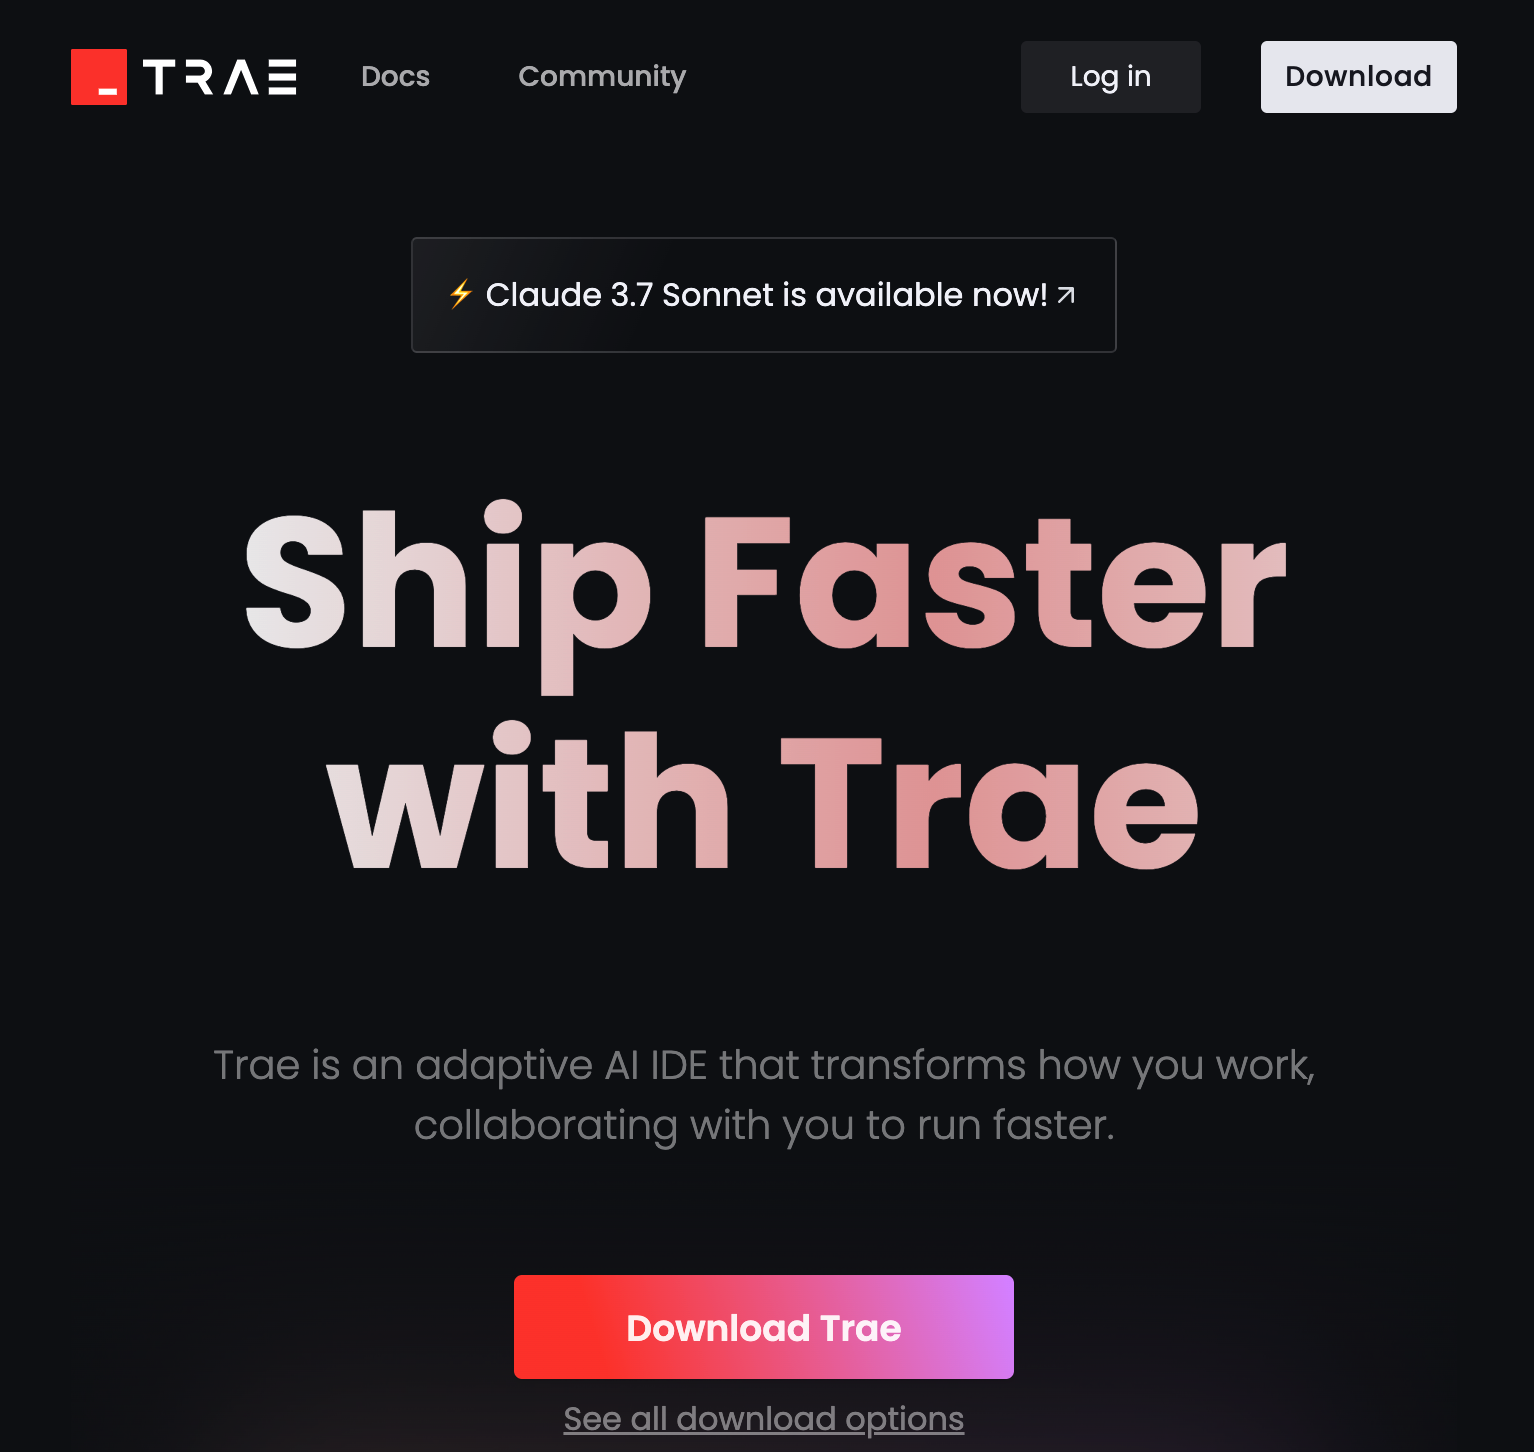 TRAE
Docs
Community
Log in
Download
⚡ Claude 3.7 Sonnet is available now! ↗
Ship Faster
with Trae
Trae is an adaptive AI IDE that transforms how you work,
collaborating with you to run faster.
Download Trae
See all download options